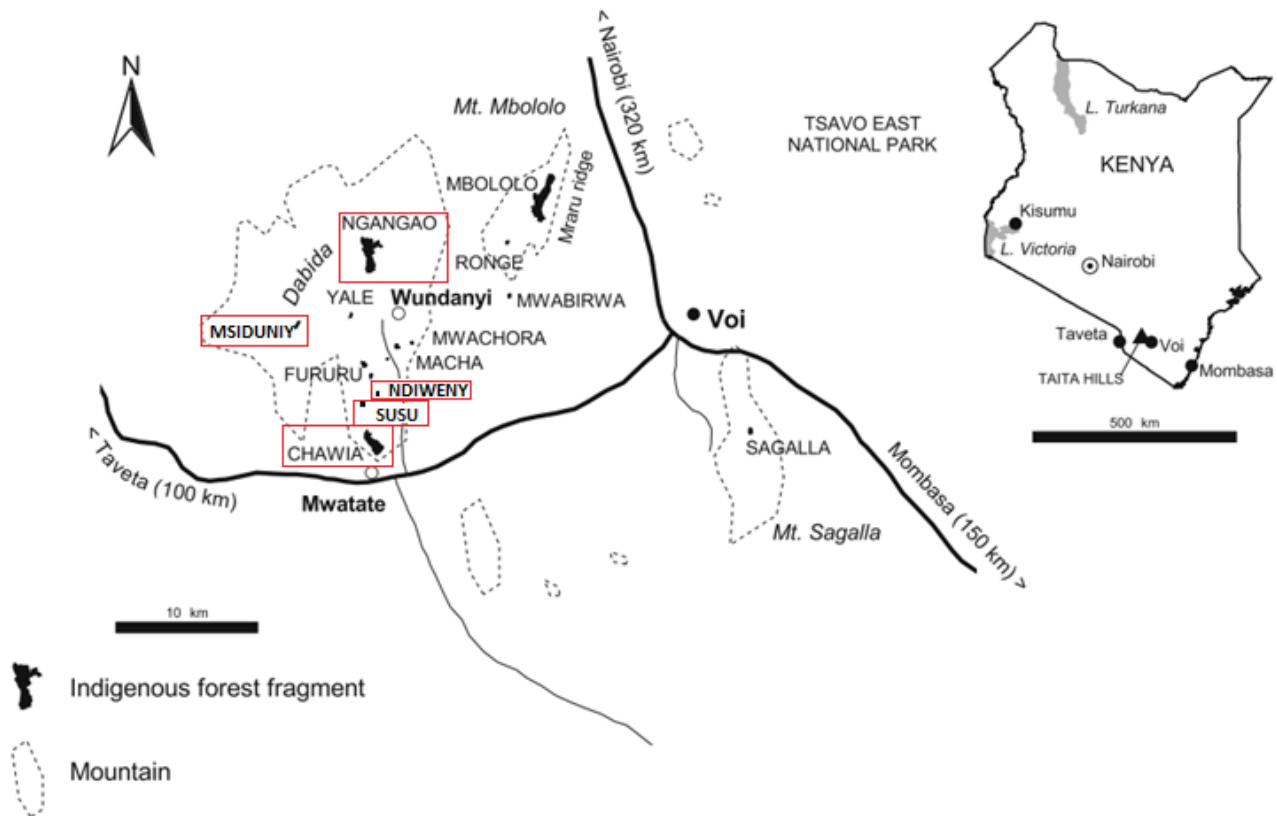 N
< Nairobi (320 km)
Mt. Mbololo
TSAVO EAST
NATIONAL PARK
MBOLOLO
Mraru ridge
NGANGAO
Dabida
RONGE
YALE
Wundanyi
MWABIRWA
MSIDUNIY
Voi
MWACHORA
MACHA
FURURU
NDIWENY
SUSU
CHAWIA
SAGALLA
< Taveta (100 km)
Mwatate
Mt. Sagalla
Mombasa (150 km) >
10 km
Indigenous forest fragment
Mountain
L. Turkana
KENYA
Kisumu
L. Victoria
Nairobi
Taveta
Voi
TAITA HILLS
Mombasa
500 km